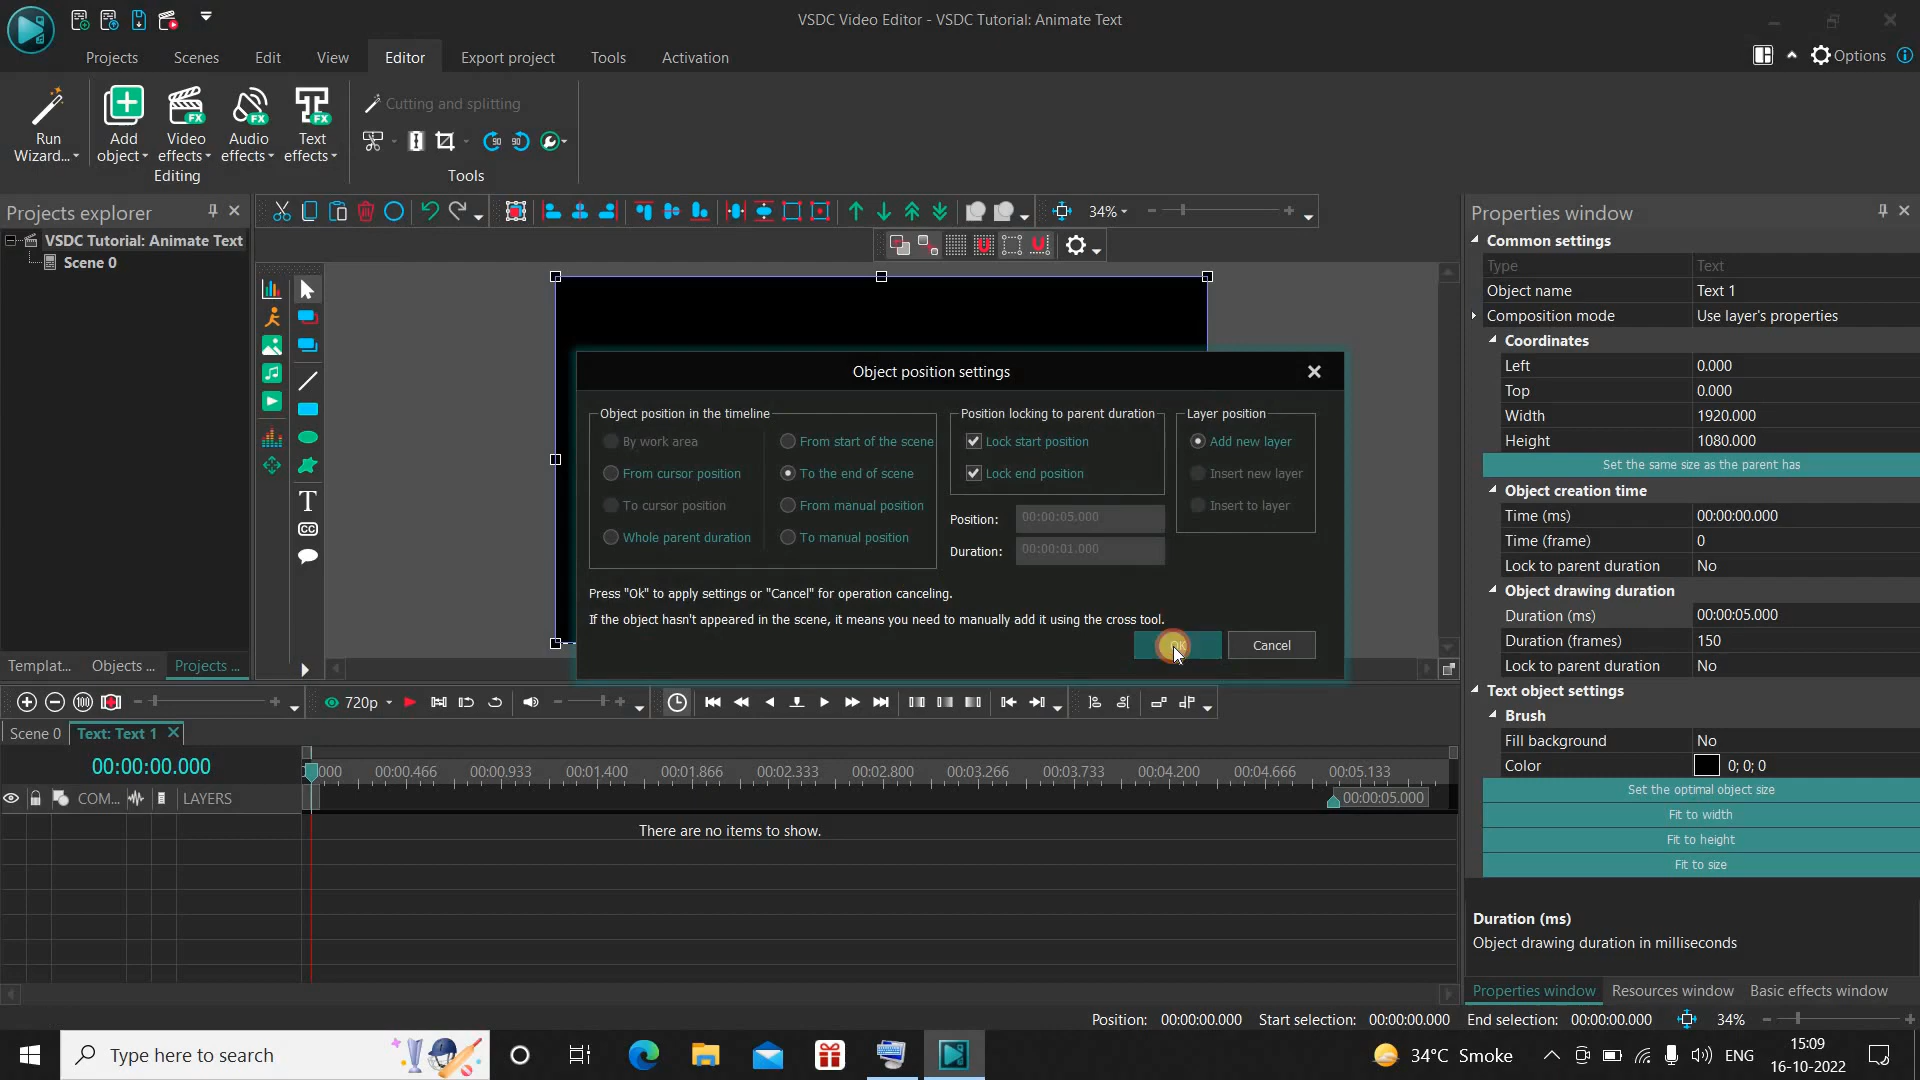 VSDC Video Editor - VSDC Tutorial: Animate Text
Projects
Scenes
Edit
View
Editor
Export project
Tools
Activation
Options
Run
Wizard...
Add
object
Video
effects
Audio
effects
Text
effects
Editing
Cutting and splitting
Tools
Projects explorer
VSDC Tutorial: Animate Text
Scene 0
Templat...
Objects ...
Projects ...
34%
Object position settings
Object position in the timeline
By work area
From cursor position
To cursor position
Whole parent duration
From start of the scene
To the end of scene
From manual position
To manual position
Position locking to parent duration
Lock start position
Lock end position
Position:
00:00:05.000
Duration:
00:00:01.000
Layer position
Add new layer
Insert new layer
Insert to layer
Press "Ok" to apply settings or "Cancel" for operation canceling.
If the object hasn't appeared in the scene, it means you need to manually add it using the cross tool.
Cancel
Properties window
Common settings
Type Text
Object name Text 1
Composition mode Use layer's properties
Coordinates
Left 0.000
Top 0.000
Width 1920.000
Height 1080.000
Set the same size as the parent has
Object creation time
Time (ms) 00:00:00.000
Time (frame) 0
Lock to parent duration No
Object drawing duration
Duration (ms) 00:00:05.000
Duration (frames) 150
Lock to parent duration No
Text object settings
Brush
Fill background No
Color 0; 0; 0
Set the optimal object size
Fit to width
Fit to height
Fit to size
Duration (ms)
Object drawing duration in milliseconds
Properties window
Resources window
Basic effects window
720p
Scene 0
Text: Text 1
00:00:00.000
000 00:00.466 00:00.933 00:01.400 00:01.866 00:02.333 00:02.800 00:03.266 00:03.733 00:04.200 00:04.666 00:05.133
COM...
LAYERS
00:00:05.000
There are no items to show.
Position: 00:00:00.000 Start selection: 00:00:00.000 End selection: 00:00:00.000 34%
Type here to search
34°C Smoke
ENG
15:09
16-10-2022